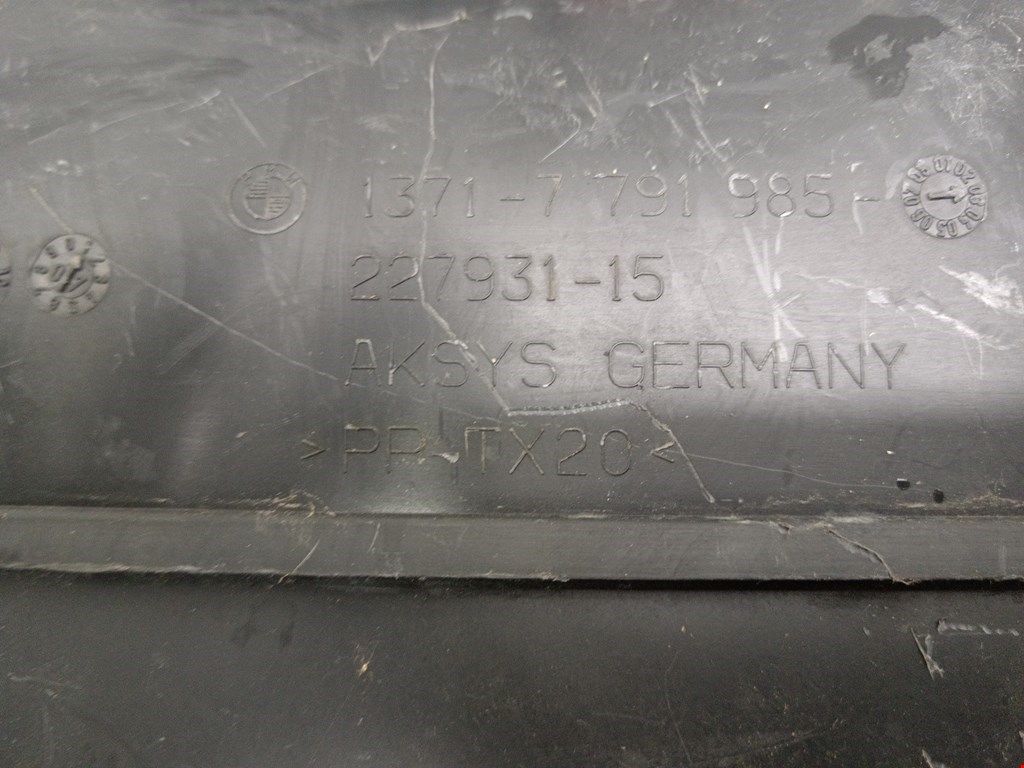 1371-7 791 985-
227931-15
AKSYS GERMANY
>PP-TX20<